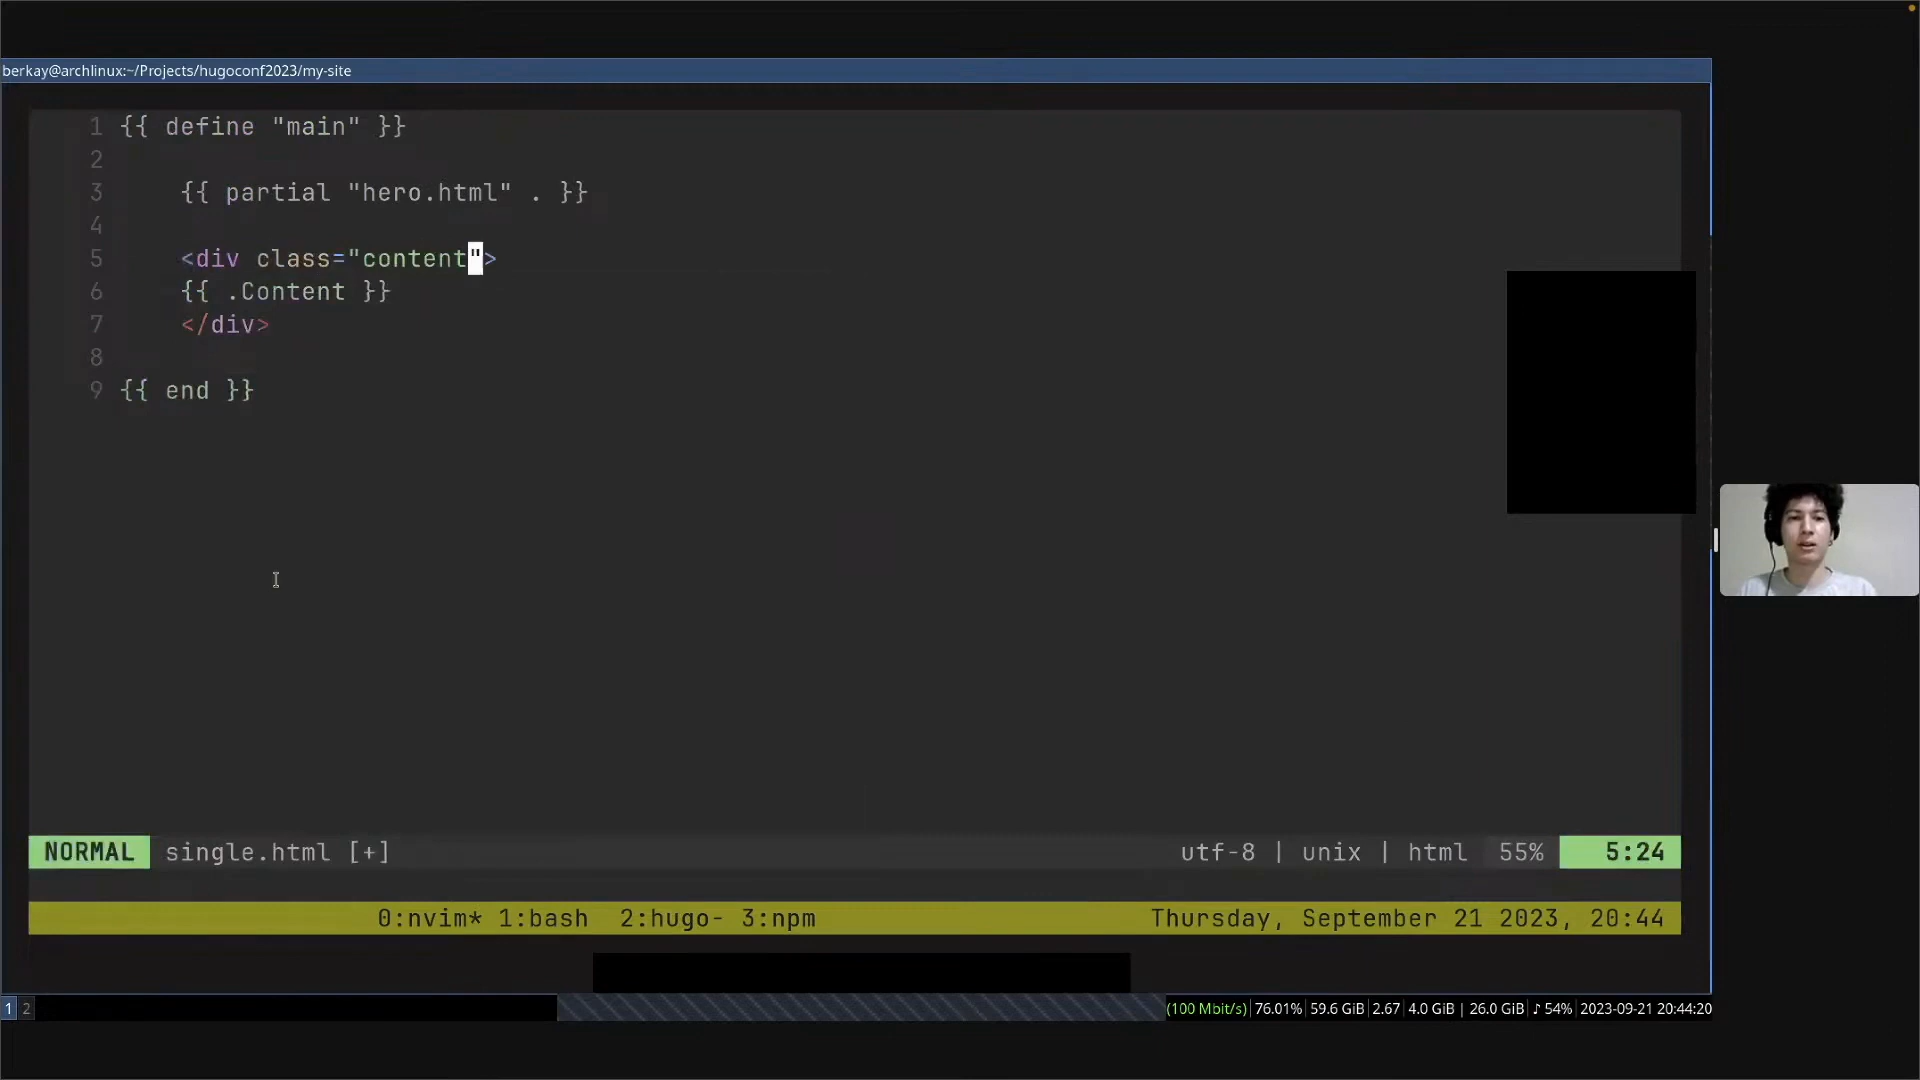 berkay@archlinux:~/Projects/hugoconf2023/my-site
1 {{ define "main" }}
2
3 {{ partial "hero.html" . }}
4
5 <div class="content">
6 {{ .Content }}
7 </div>
8
9 {{ end }}
NORMAL single.html [+] utf-8 | unix | html 55% 5:24
0:nvim* 1:bash 2:hugo- 3:npm Thursday, September 21 2023, 20:44
1 2 (100 Mbit/s) 76.01% 59.6 GiB 2.67 4.0 GiB | 26.0 GiB ♪ 54% 2023-09-21 20:44:20